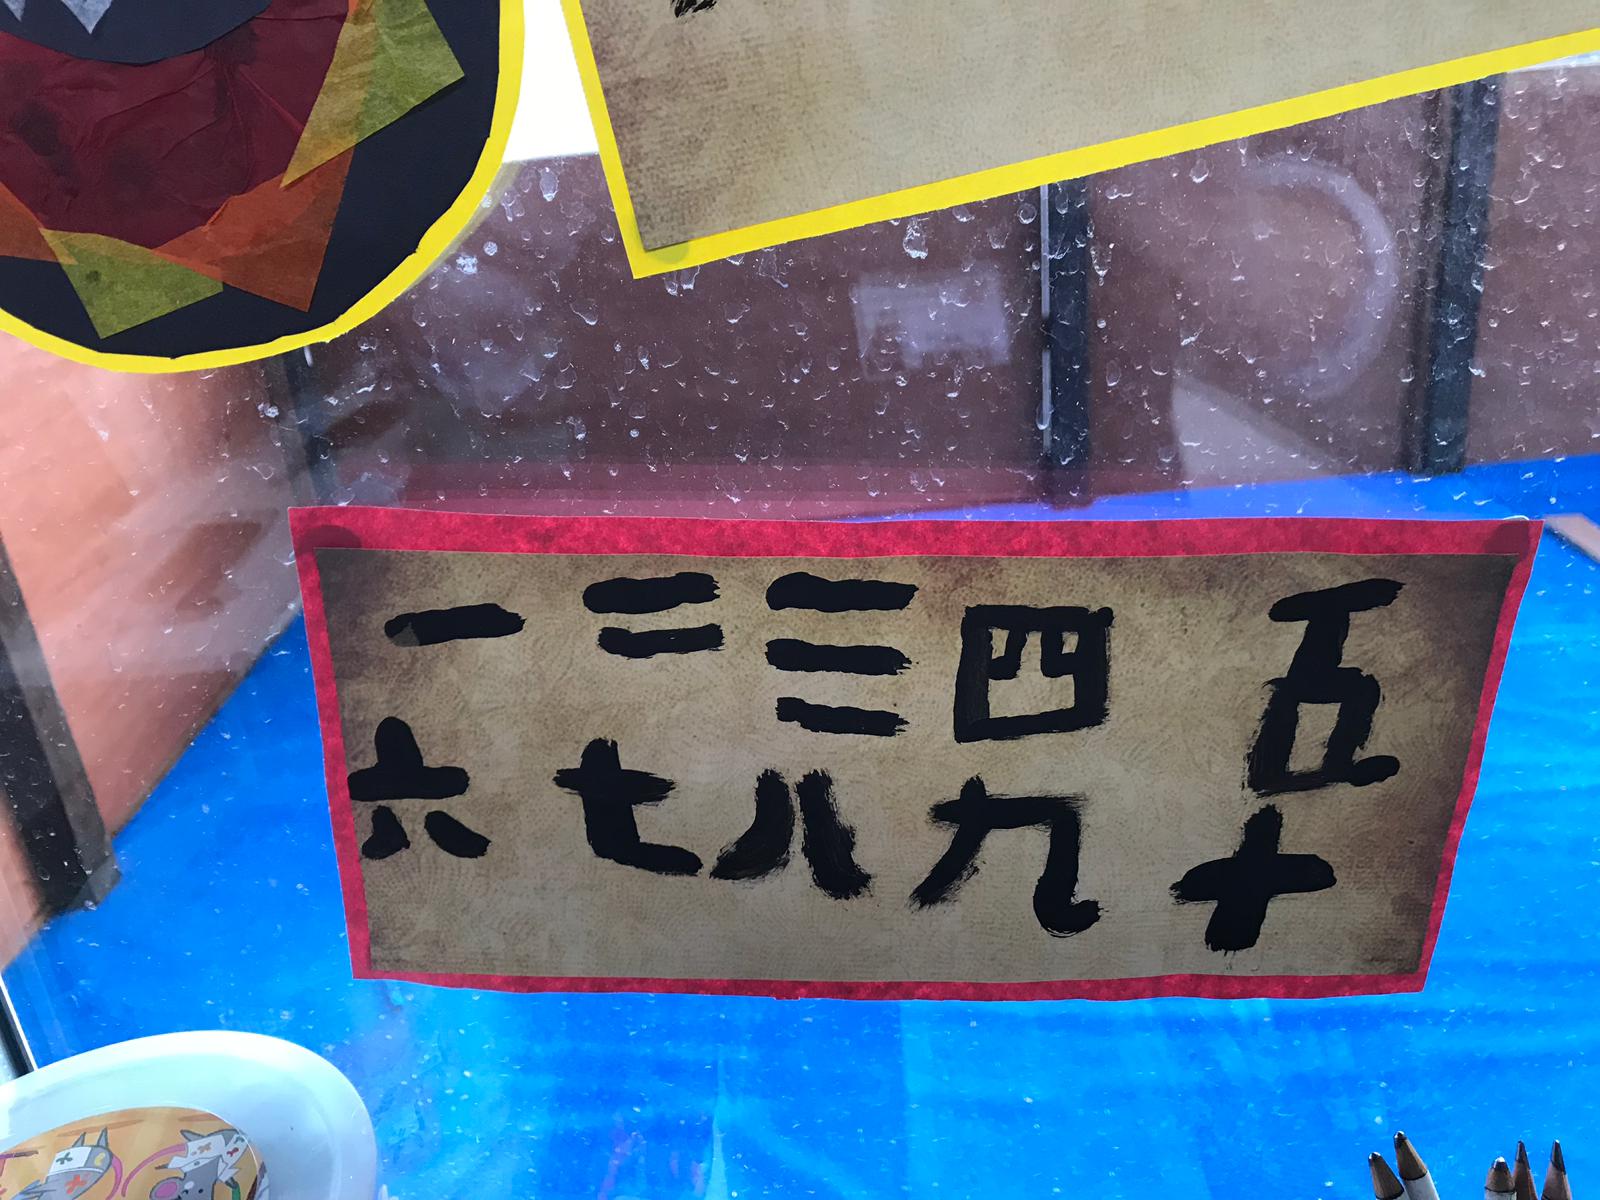 一 二 三 四 五
六 七 八 九 十